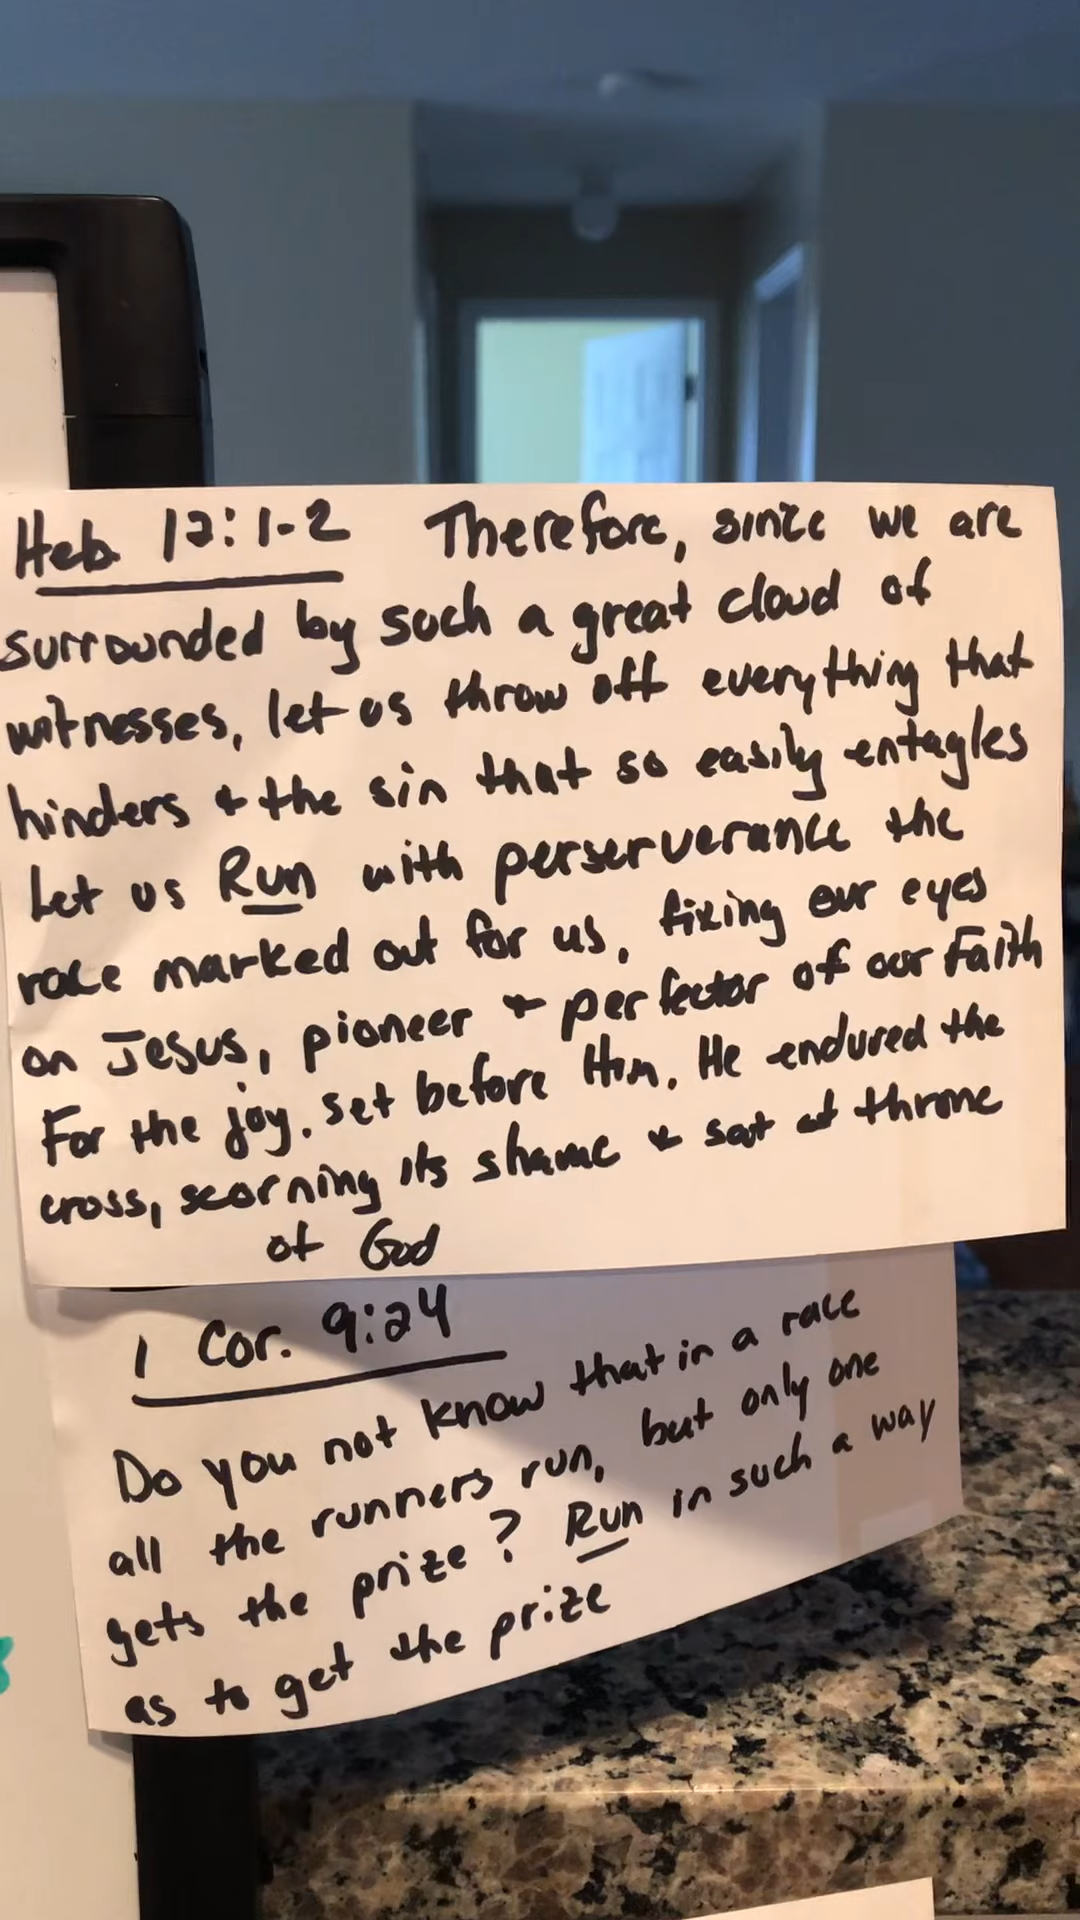 Heb 12:1-2 Therefore, since we are
surrounded by such a great cloud of
witnesses, let us throw off everything that
hinders & the sin that so easily entagles
Let us Run with perserverance the
race marked out for us, fixing our eyes
on Jesus, pioneer & perfector of our Faith
For the joy. set before Him. He endured the
cross, scorning its shame & sat at throne
of God
1 Cor. 9:24
Do you not know that in a race
all the runners run, but only one
gets the prize? Run in such a way
as to get the prize